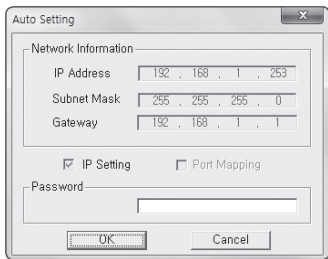 Auto Setting
Network Information
IP Address 192 . 168 . 1 . 253
Subnet Mask 255 . 255 . 255 . 0
Gateway 192 . 168 . 1 . 1
IP Setting Port Mapping
Password
OK Cancel